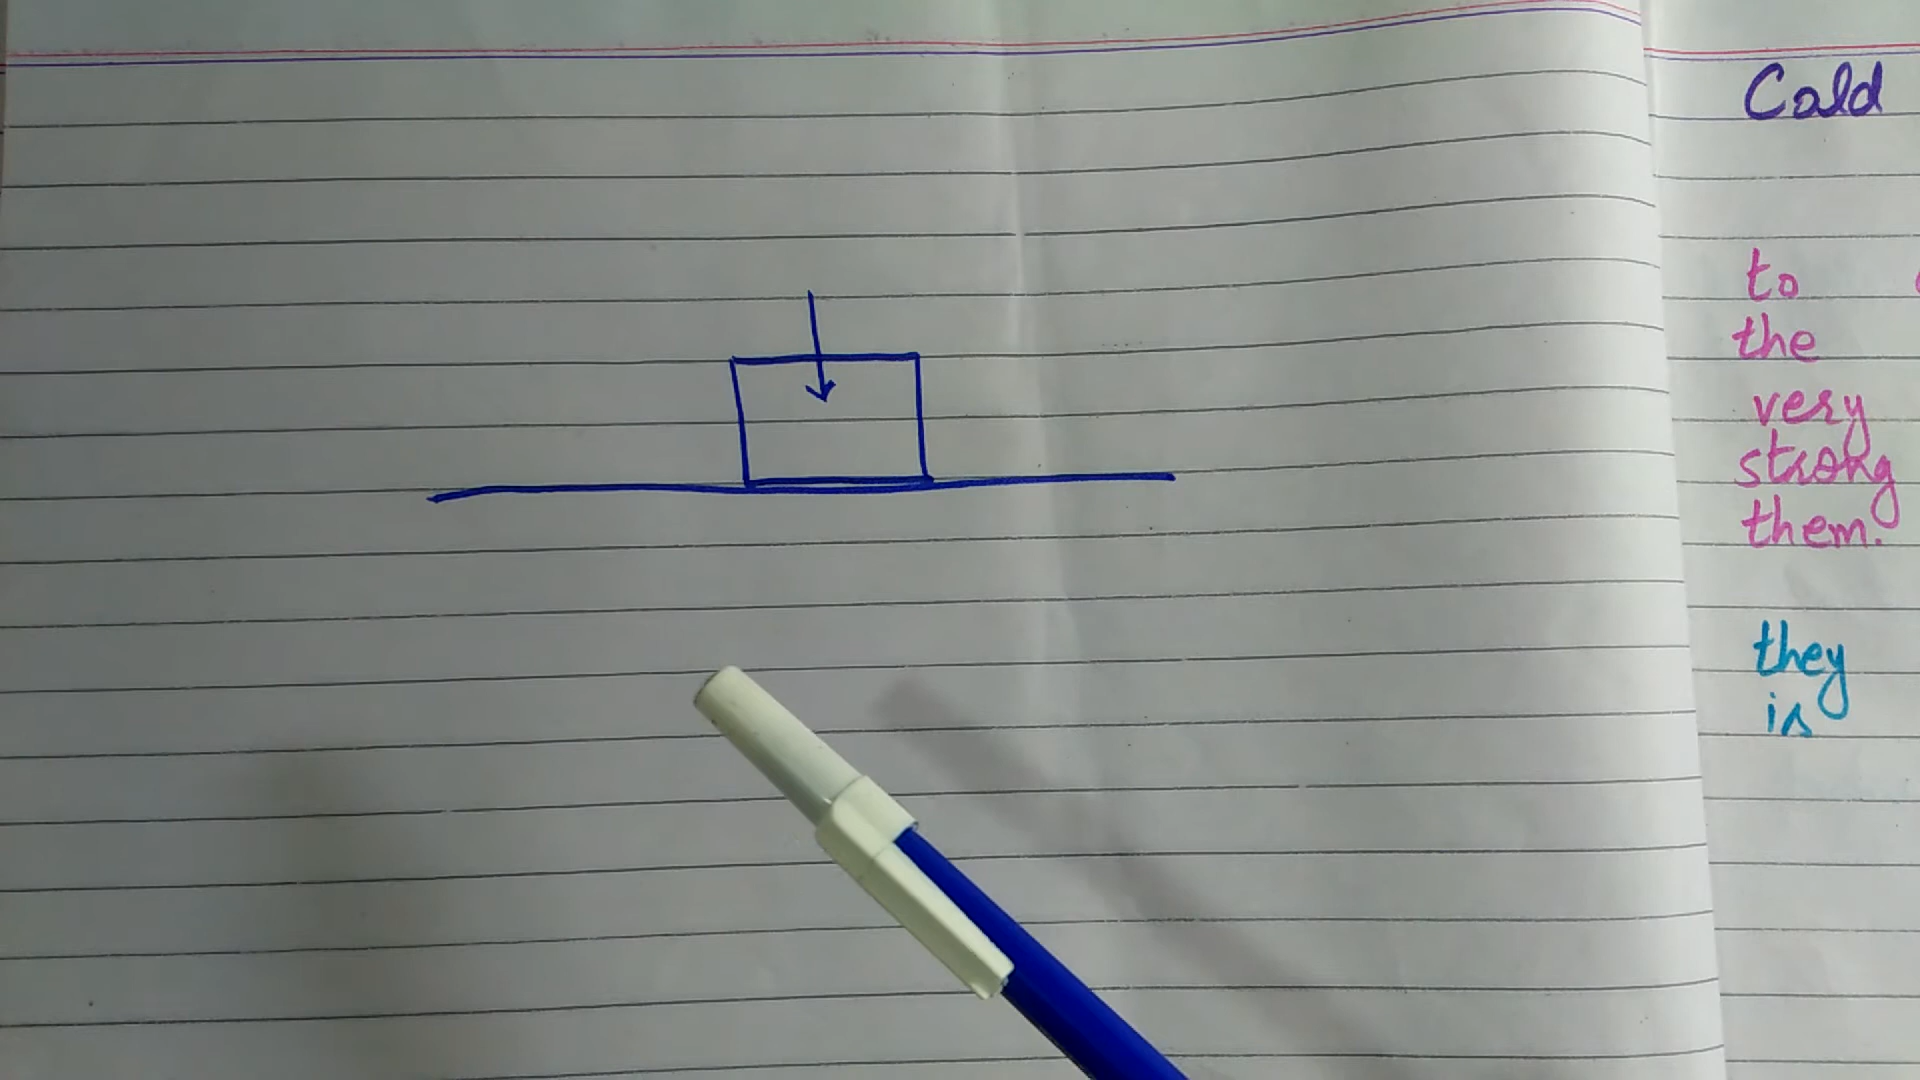 Cold
to
the
very
strong
them.
they
is